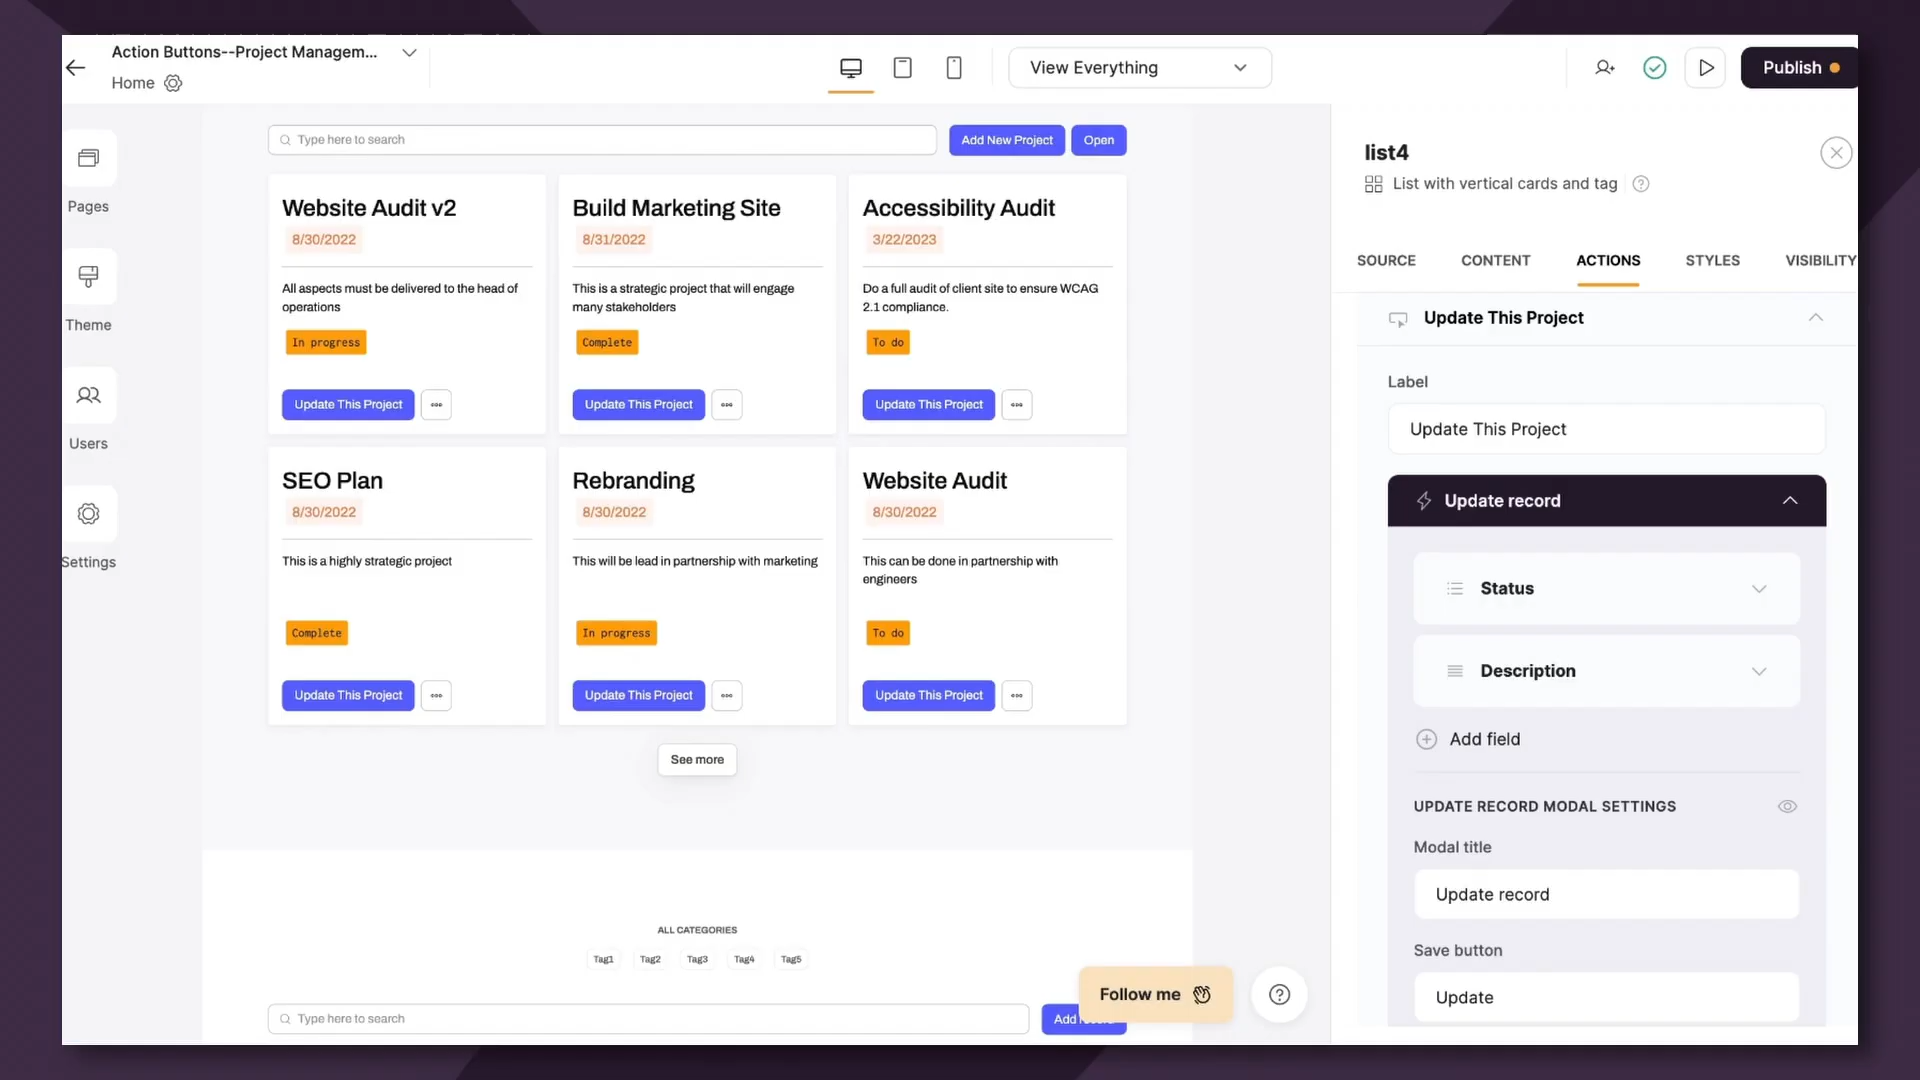 Action Buttons--Project Managem...
Home
View Everything
Publish
Pages
Theme
Users
Settings
Type here to search
Add New Project
Open
Website Audit v2
8/30/2022
All aspects must be delivered to the head of
operations
In progress
Update This Project
Build Marketing Site
8/31/2022
This is a strategic project that will engage
many stakeholders
Complete
Update This Project
Accessibility Audit
3/22/2023
Do a full audit of client site to ensure WCAG
2.1 compliance.
To do
Update This Project
SEO Plan
8/30/2022
This is a highly strategic project
Complete
Update This Project
Rebranding
8/30/2022
This will be lead in partnership with marketing
In progress
Update This Project
Website Audit
8/30/2022
This can be done in partnership with
engineers
To do
Update This Project
See more
ALL CATEGORIES
Tag1 Tag2 Tag3 Tag4 Tag5
Type here to search
Add
Follow me
list4
List with vertical cards and tag
SOURCE CONTENT ACTIONS STYLES VISIBILITY
Update This Project
Label
Update This Project
Update record
Status
Description
Add field
UPDATE RECORD MODAL SETTINGS
Modal title
Update record
Save button
Update